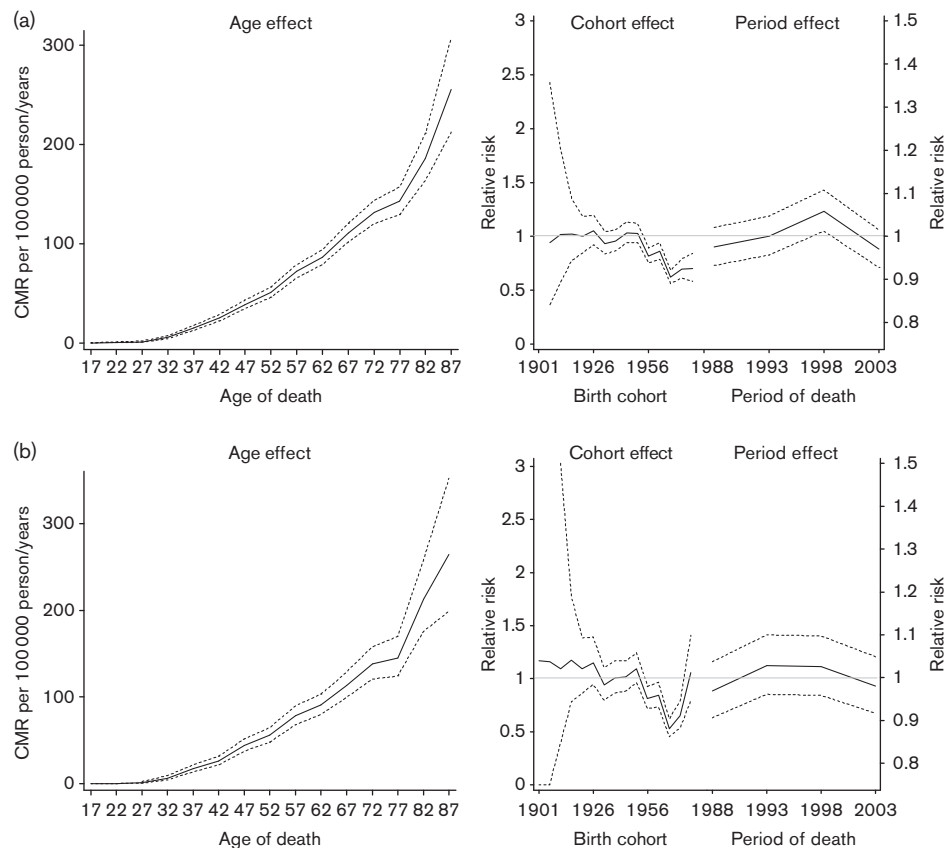 (a)
Age effect
CMR per 100 000 person/years
300
200
100
0
17 22 27 32 37 42 47 52 57 62 67 72 77 82 87
Age of death
Cohort effect
Period effect
Relative risk
3
2.5
2
1.5
1
0.5
0
1901 1926 1956 1988 1993 1998 2003
Birth cohort
Period of death
1.5
1.4
1.3
1.2
1.1
1
0.9
0.8
Relative risk
(b)
Age effect
CMR per 100 000 person/years
300
200
100
0
17 22 27 32 37 42 47 52 57 62 67 72 77 82 87
Age of death
Cohort effect
Period effect
Relative risk
3
2.5
2
1.5
1
0.5
0
1901 1926 1956 1988 1993 1998 2003
Birth cohort
Period of death
1.5
1.4
1.3
1.2
1.1
1
0.9
0.8
Relative risk